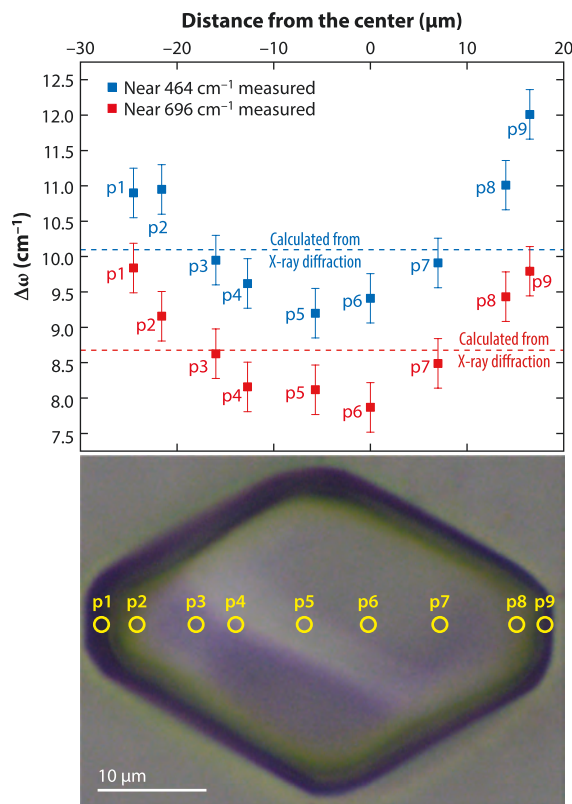 Distance from the center (µm)
−30 −20 −10 0 10 20
12.5
12.0
11.5
11.0
10.5
10.0
9.5
9.0
8.5
8.0
7.5
Δω (cm⁻¹)
Near 464 cm⁻¹ measured
Near 696 cm⁻¹ measured
p1
p2
p3
p4
p5
p6
p7
p8
p9
Calculated from
X-ray diffraction
p1
p2
p3
p4
p5
p6
p7
p8
p9
Calculated from
X-ray diffraction
p1 p2 p3 p4 p5 p6 p7 p8 p9
10 µm